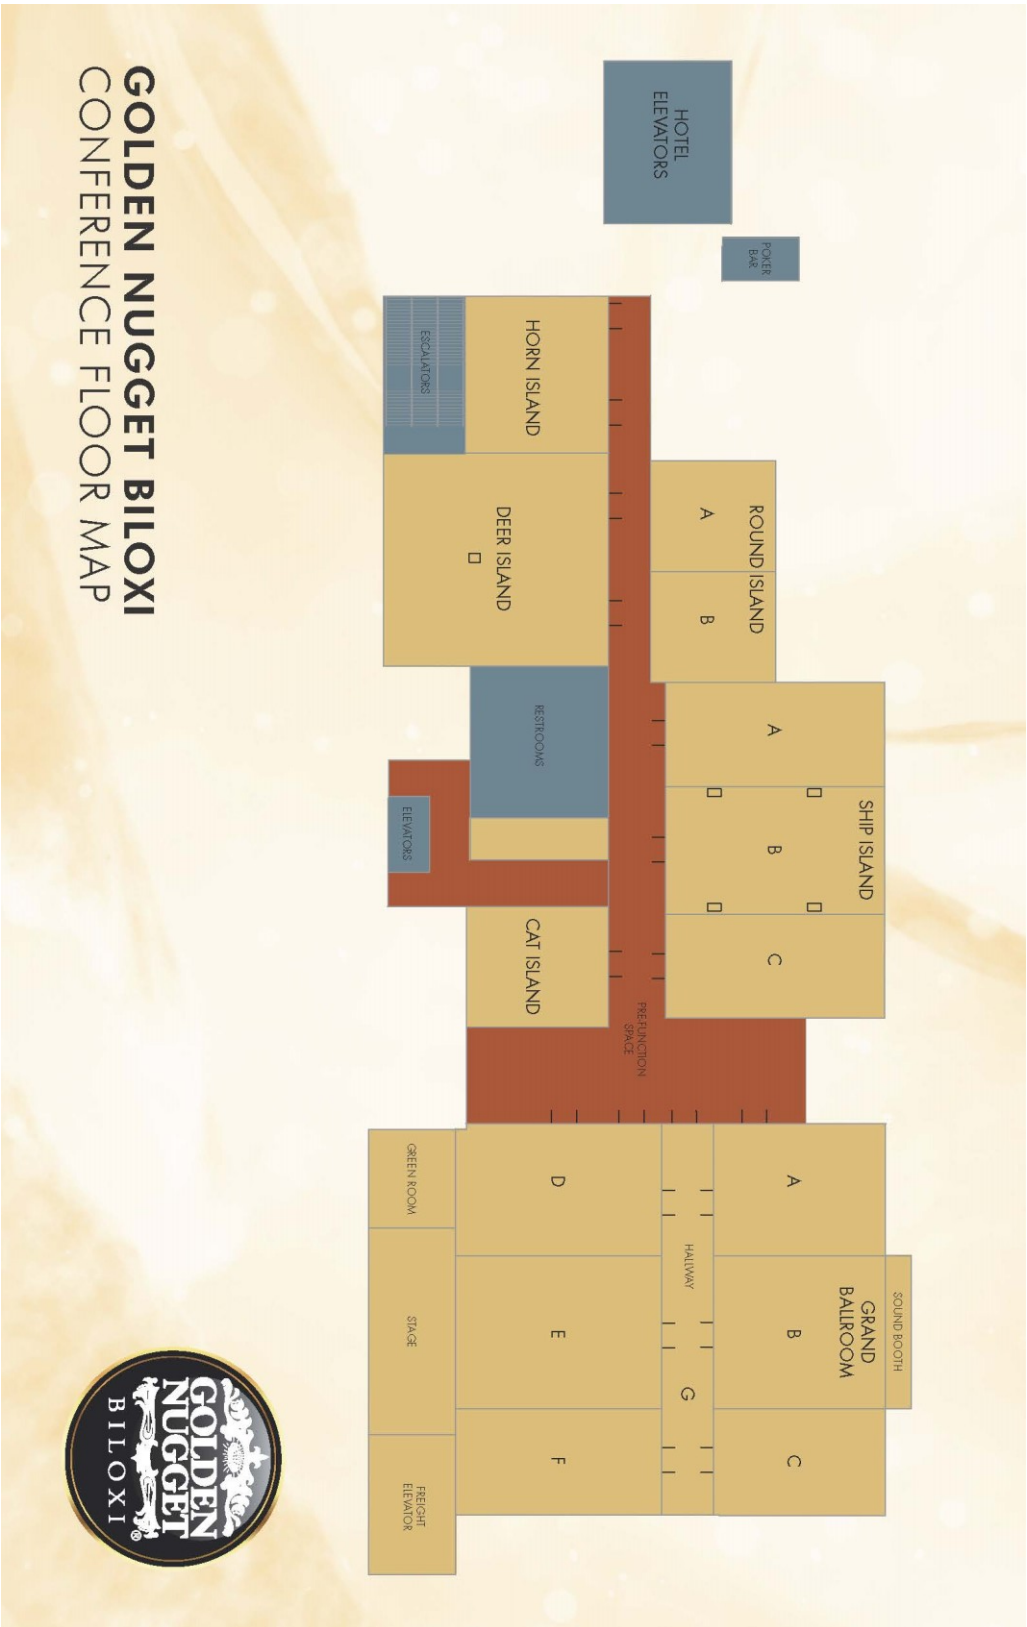 HOTEL
ELEVATORS
POKER
BAR
ESCALATORS
HORN ISLAND
DEER ISLAND
ROUND ISLAND
A
B
RESTROOMS
ELEVATORS
SHIP ISLAND
A
B
C
CAT ISLAND
PRE-FUNCTION
SPACE
GRAND
BALLROOM
SOUND BOOTH
A
B
C
HALLWAY
G
D
E
F
GREEN ROOM
STAGE
FREIGHT
ELEVATOR
GOLDEN NUGGET BILOXI
CONFERENCE FLOOR MAP
GOLDEN
NUGGET
BILOXI®